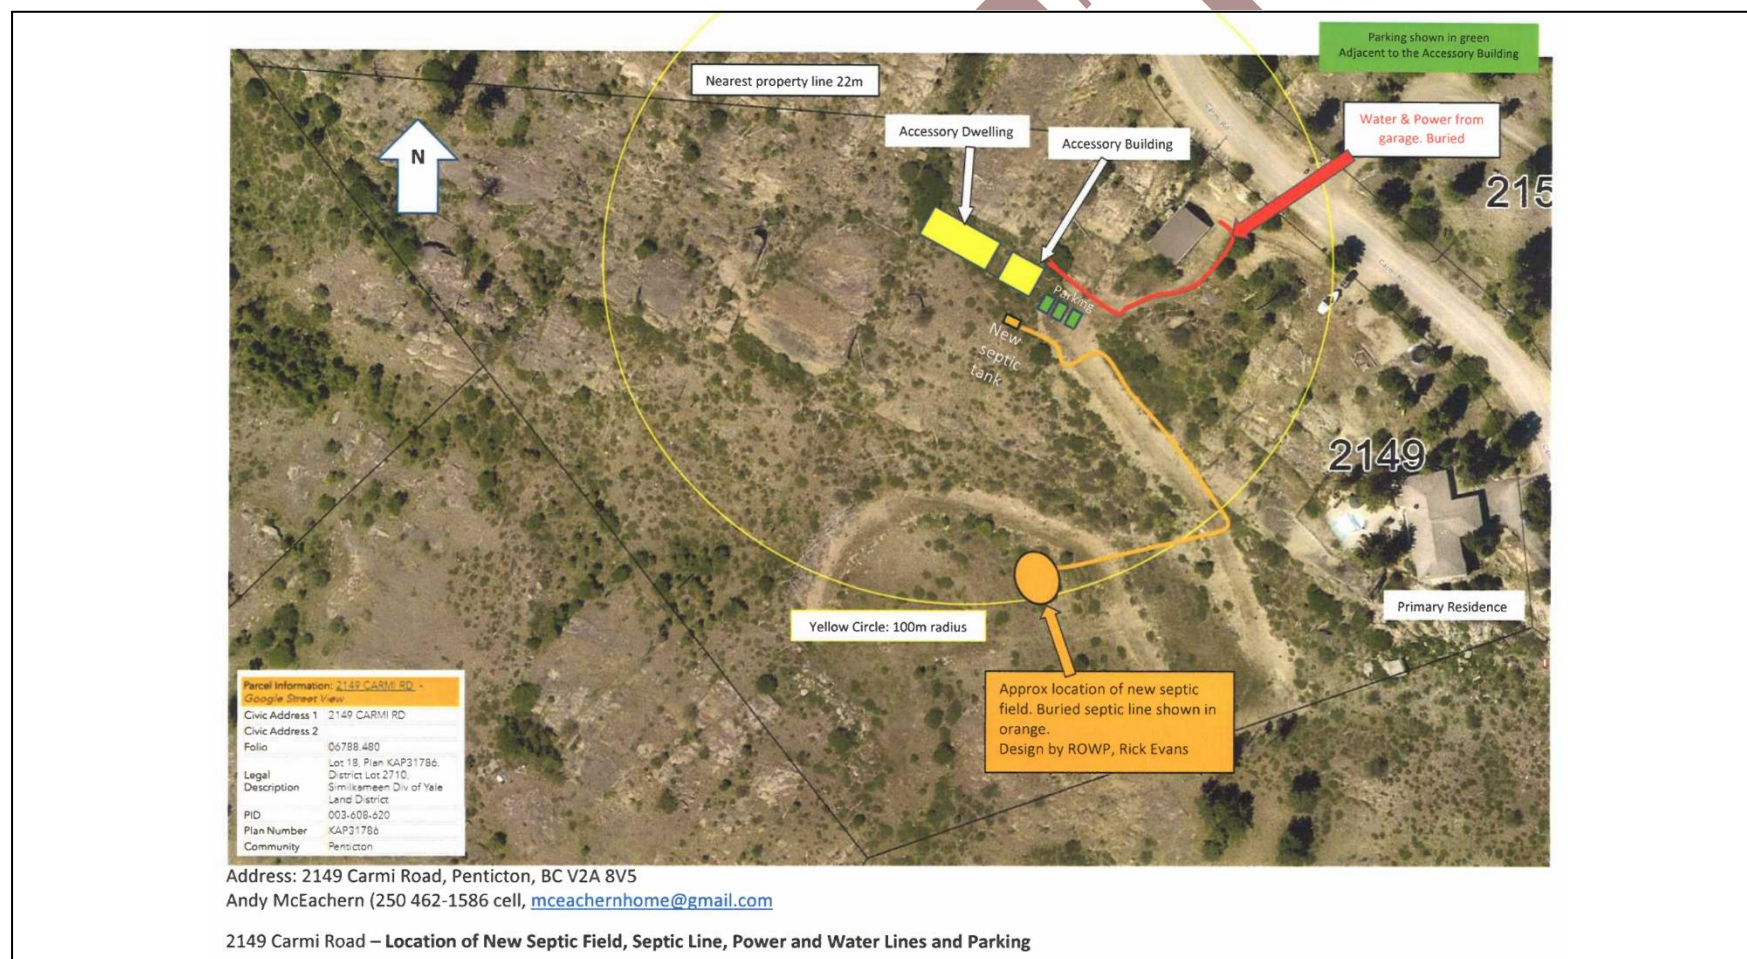 Parking shown in green
Adjacent to the Accessory Building
Nearest property line 22m
Water & Power from
garage. Buried
Accessory Dwelling
Accessory Building
N
Carmi Rd
215
Parking
New
septic
tank
2149
Primary Residence
Yellow Circle: 100m radius
Approx location of new septic
field. Buried septic line shown in
orange.
Design by ROWP, Rick Evans
Parcel Information: 2149 CARMI RD -
Google Street View
Civic Address 1 2149 CARMI RD
Civic Address 2
Folio 06788.480
Legal Description Lot 18, Plan KAP31786,
District Lot 2710,
Similkameen Div of Yale
Land District
PID 003-608-620
Plan Number KAP31786
Community Penticton
Address: 2149 Carmi Road, Penticton, BC V2A 8V5
Andy McEachern (250 462-1586 cell, mceachernhome@gmail.com
2149 Carmi Road – Location of New Septic Field, Septic Line, Power and Water Lines and Parking